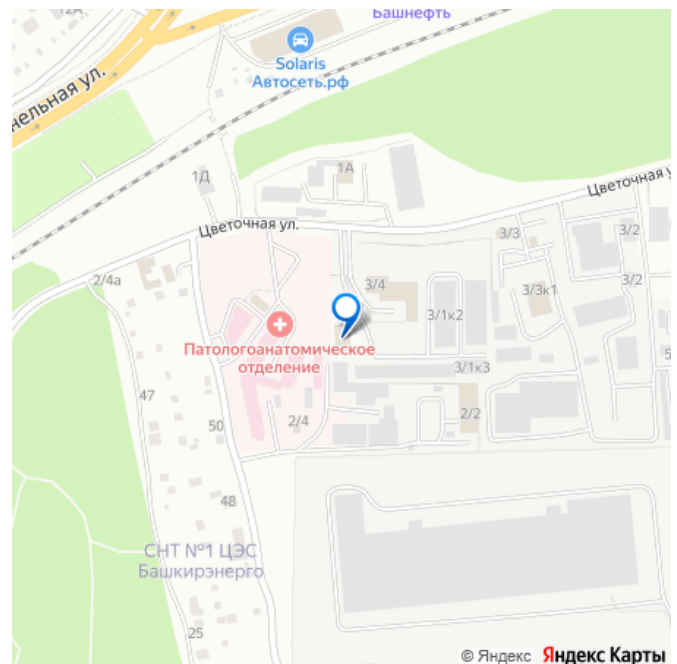 12А
Башнефть
Solaris
Автосеть.рф
нельная ул.
1Д
1А
Цветочная у
Цветочная ул.
3/3
3/2
2/4а
3/4
3/2
3/3к1
3/1к2
Патологоанатомическое
отделение
5
3/1к3
47
2/4
2/2
50
48
СНТ №1 ЦЭС
Башкирэнерго
25
© Яндекс Яндекс Карты